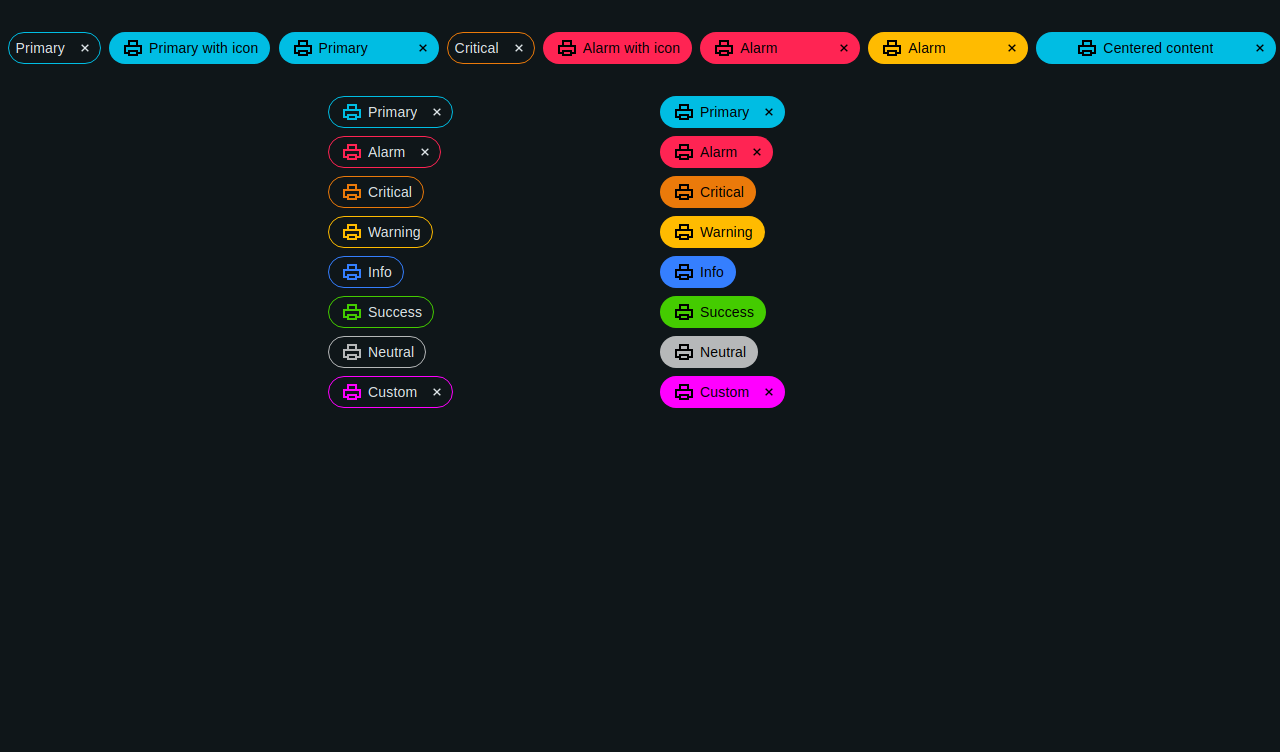 Primary Primary with icon Primary Critical Alarm with icon Alarm Alarm Centered content
Primary Primary
Alarm Alarm
Critical Critical
Warning Warning
Info Info
Success Success
Neutral Neutral
Custom Custom